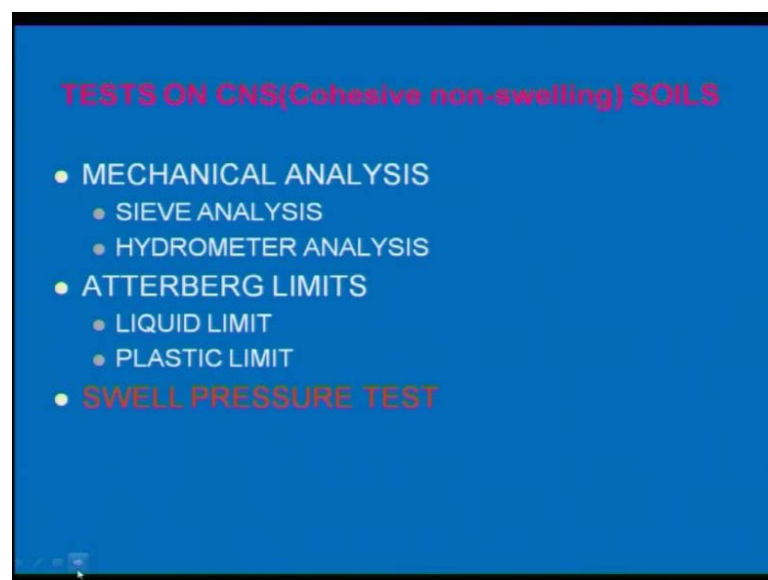 TESTS ON CNS(Cohesive non-swelling) SOILS
MECHANICAL ANALYSIS
SIEVE ANALYSIS
HYDROMETER ANALYSIS
ATTERBERG LIMITS
LIQUID LIMIT
PLASTIC LIMIT
SWELL PRESSURE TEST